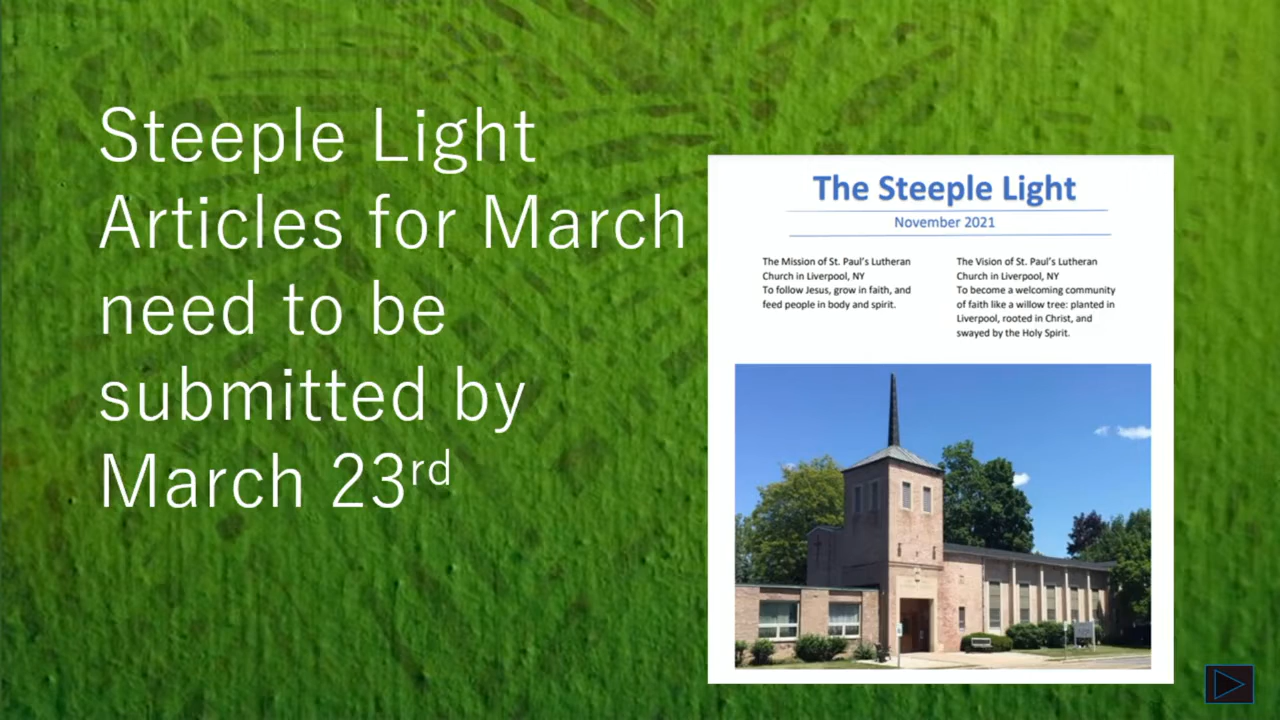 Steeple Light
Articles for March
need to be
submitted by
March 23rd
The Steeple Light
November 2021
The Mission of St. Paul's Lutheran
Church in Liverpool, NY
To follow Jesus, grow in faith, and
feed people in body and spirit.
The Vision of St. Paul's Lutheran
Church in Liverpool, NY
To become a welcoming community
of faith like a willow tree: planted in
Liverpool, rooted in Christ, and
swayed by the Holy Spirit.